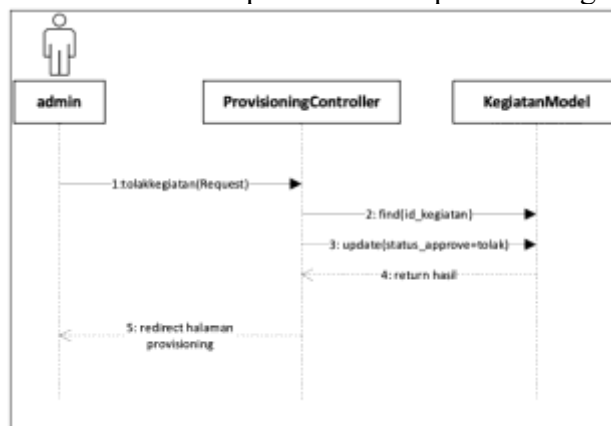 admin
ProvisioningController
KegiatanModel
1:tolakkegiatan(Request)
2: find(id_kegiatan)
3: update(status_approve=tolak)
4: return hasil
5: redirect halaman
provisioning